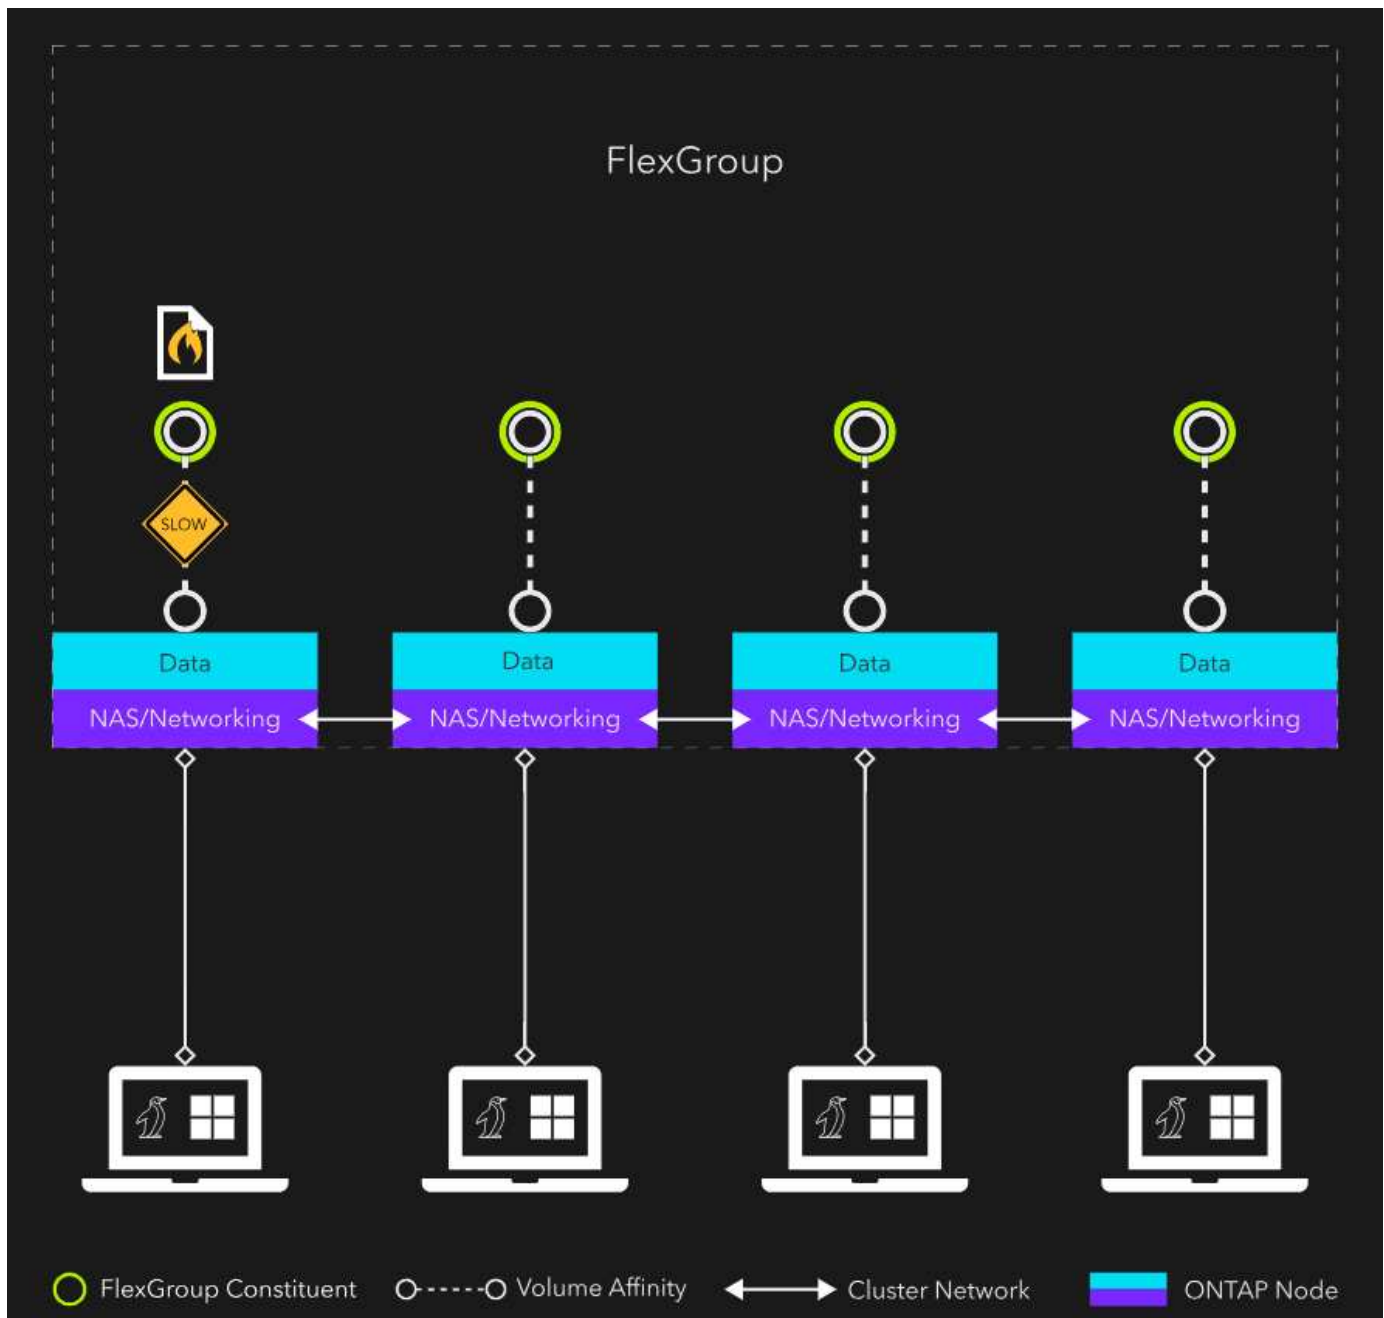 FlexGroup
SLOW
Data Data Data Data
NAS/Networking NAS/Networking NAS/Networking NAS/Networking
FlexGroup Constituent Volume Affinity Cluster Network ONTAP Node